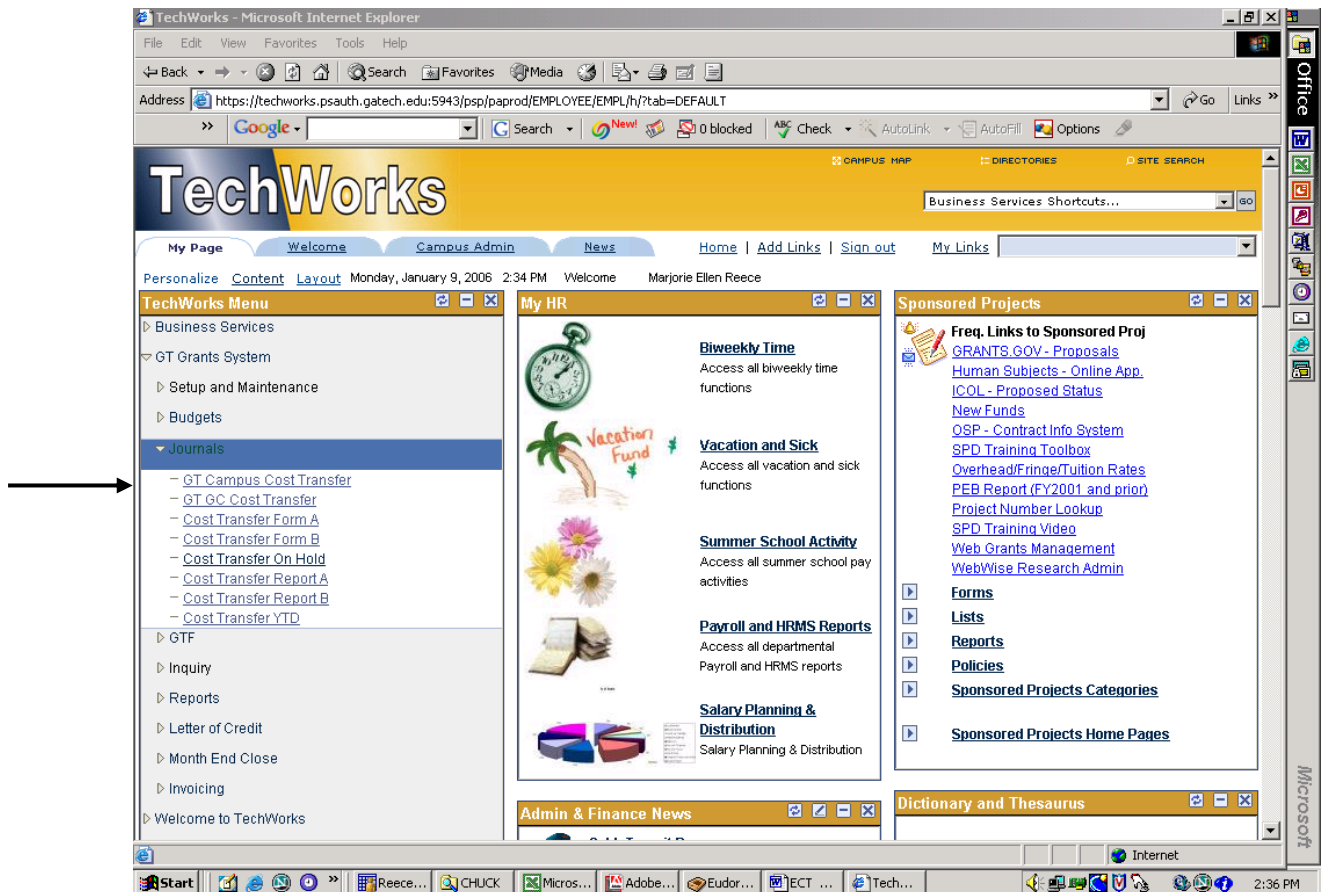 TechWorks - Microsoft Internet Explorer
File Edit View Favorites Tools Help
Back Search Favorites Media
Address https://techworks.psauth.gatech.edu:5943/psp/paprod/EMPLOYEE/EMPL/h/?tab=DEFAULT Go Links »
» Google - G Search New! 0 blocked ABC Check AutoLink AutoFill Options
CAMPUS MAP DIRECTORIES SITE SEARCH
TechWorks
Business Services Shortcuts... GO
My Page Welcome Campus Admin News Home | Add Links | Sign out My Links
Personalize Content Layout Monday, January 9, 2006 2:34 PM Welcome Marjorie Ellen Reece
TechWorks Menu
Business Services
GT Grants System
Setup and Maintenance
Budgets
Journals
– GT Campus Cost Transfer
– GT GC Cost Transfer
– Cost Transfer Form A
– Cost Transfer Form B
– Cost Transfer On Hold
– Cost Transfer Report A
– Cost Transfer Report B
– Cost Transfer YTD
GTF
Inquiry
Reports
Letter of Credit
Month End Close
Invoicing
Welcome to TechWorks
My HR
Biweekly Time
Access all biweekly time
functions
Vacation
Fund
Vacation and Sick
Access all vacation and sick
functions
Summer School Activity
Access all summer school pay
activities
Payroll and HRMS Reports
Access all departmental
Payroll and HRMS reports
Salary Planning &
Distribution
Salary Planning & Distribution
Admin & Finance News
Sponsored Projects
Freq. Links to Sponsored Proj
GRANTS.GOV - Proposals
Human Subjects - Online App.
ICOL - Proposed Status
New Funds
OSP - Contract Info System
SPD Training Toolbox
Overhead/Fringe/Tuition Rates
PEB Report (FY2001 and prior)
Project Number Lookup
SPD Training Video
Web Grants Management
WebWise Research Admin
Forms
Lists
Reports
Policies
Sponsored Projects Categories
Sponsored Projects Home Pages
Dictionary and Thesaurus
Office
Microsoft
Internet
Start » Reece... CHUCK Micros... Adobe... Eudor... ECT ... Tech... 2:36 PM